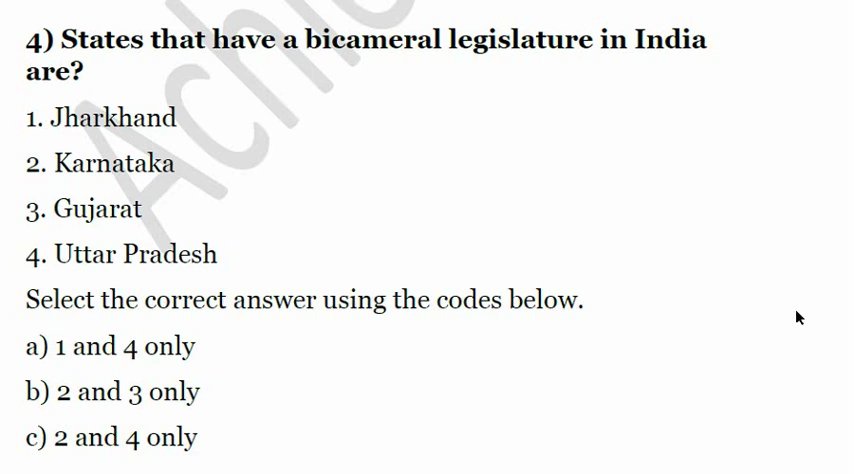 4) States that have a bicameral legislature in India
are?
1. Jharkhand
2. Karnataka
3. Gujarat
4. Uttar Pradesh
Select the correct answer using the codes below.
a) 1 and 4 only
b) 2 and 3 only
c) 2 and 4 only